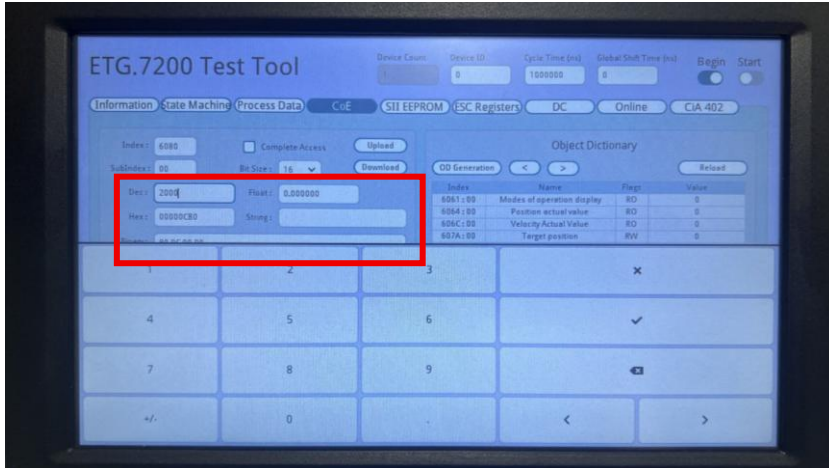 ETG.7200 Test Tool
Device Count Device ID Cycle Time (ns) Global Shift Time (ns) Begin Start
1 0 1000000 0
Information State Machine Process Data CoE SII EEPROM ESC Registers DC Online CiA 402
Index: 6080 Complete Access Upload Object Dictionary
SubIndex: 00 Bit Size: 16 Download OD Generation < > Reload
Dec: 2000 Float: 0.000000 Index Name Flags Value
6061:00 Modes of operation display RO 0
Hex: 00000CB0 String: 6064:00 Position actual value RO 0
606C:00 Velocity Actual Value RO 0
607A:00 Target position RW 0
1 2 3 ×
4 5 6 ✓
7 8 9
+/- 0 . < >